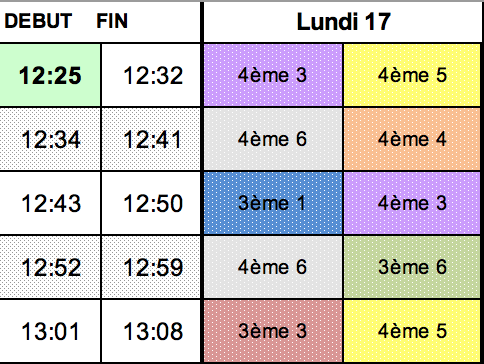 DEBUT FIN Lundi 17
12:25 12:32 4ème 3 4ème 5
12:34 12:41 4ème 6 4ème 4
12:43 12:50 3ème 1 4ème 3
12:52 12:59 4ème 6 3ème 6
13:01 13:08 3ème 3 4ème 5